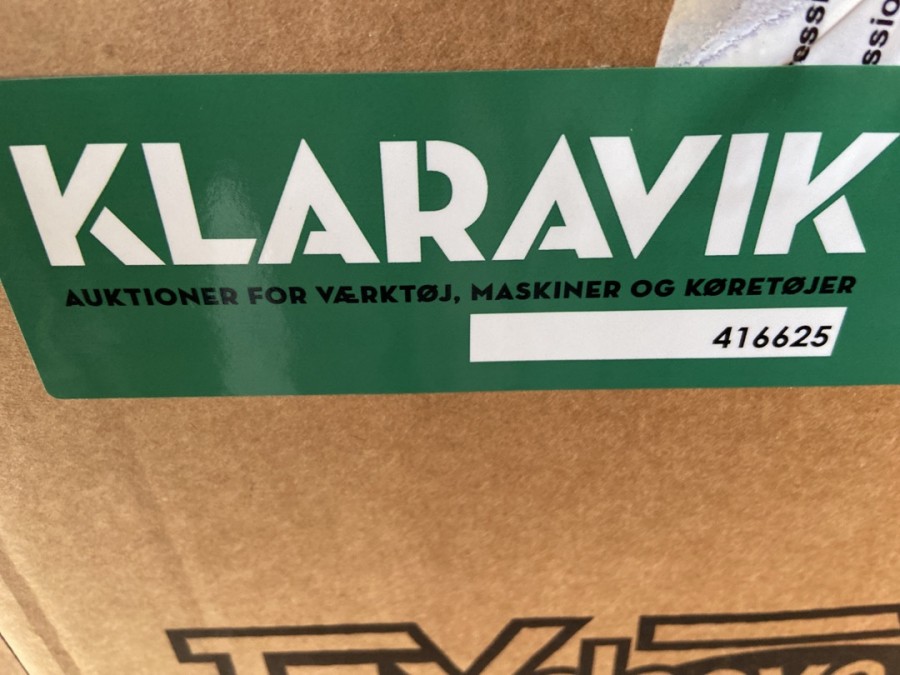 KLARAVIK
AUKTIONER FOR VÆRKTØJ, MASKINER OG KØRETØJER
416625